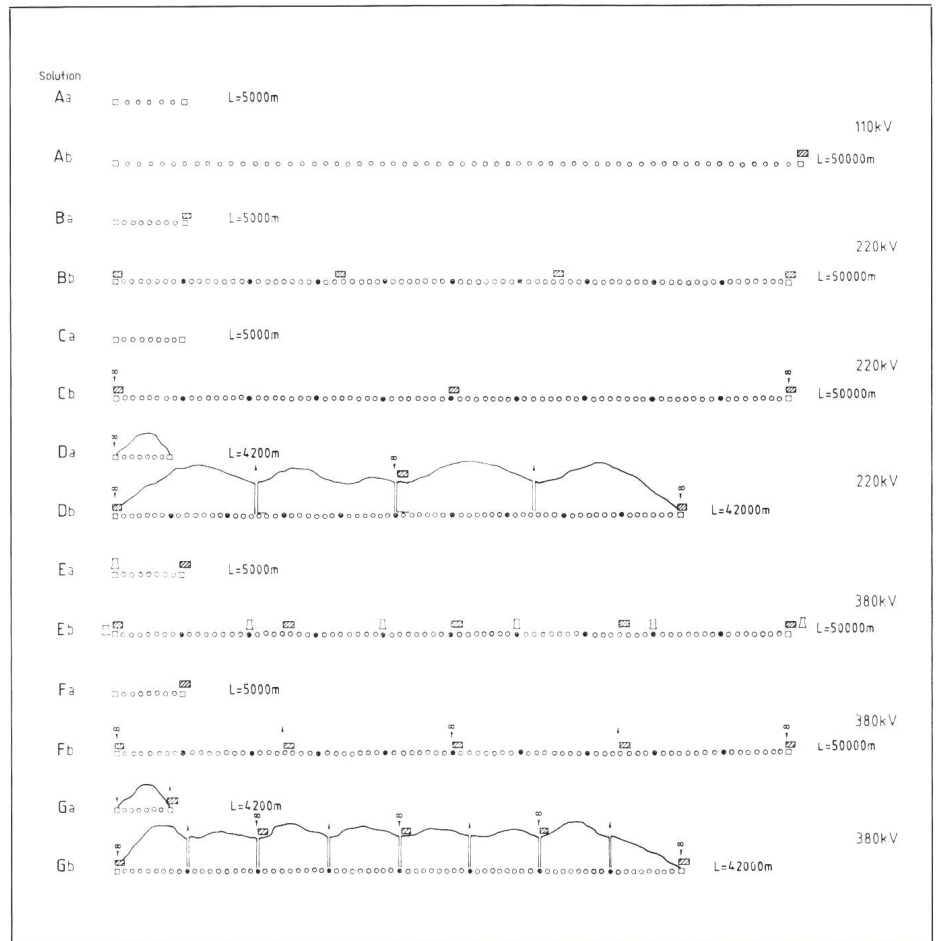 Solution
Aa L=5000m
110kV
Ab L=50000m
Ba L=5000m
220kV
Bb L=50000m
Ca L=5000m
220kV
Cb L=50000m
Da L=4200m
220kV
Db L=42000m
Ea L=5000m
380kV
Eb L=50000m
Fa L=5000m
380kV
Fb L=50000m
Ga L=4200m
380kV
Gb L=42000m